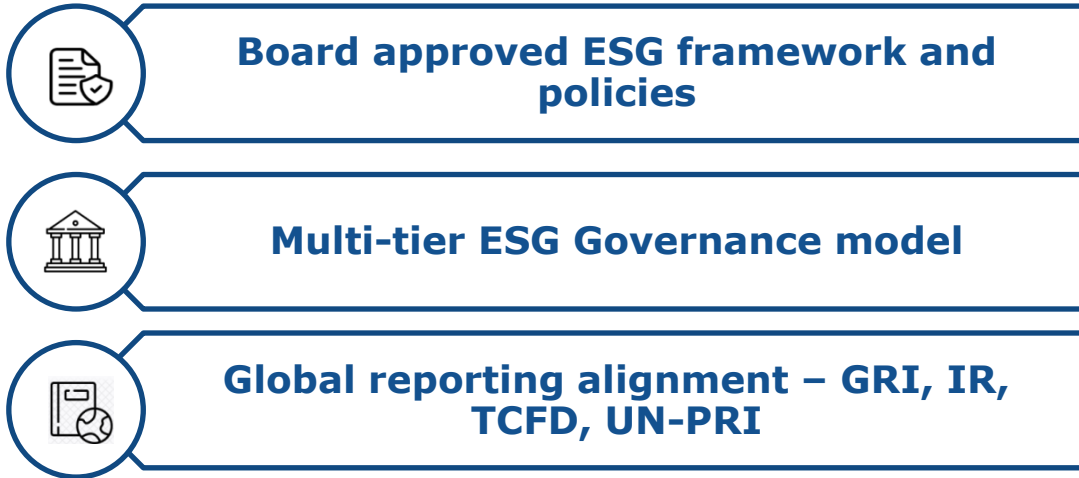 Board approved ESG framework and
policies
Multi-tier ESG Governance model
Global reporting alignment – GRI, IR,
TCFD, UN-PRI